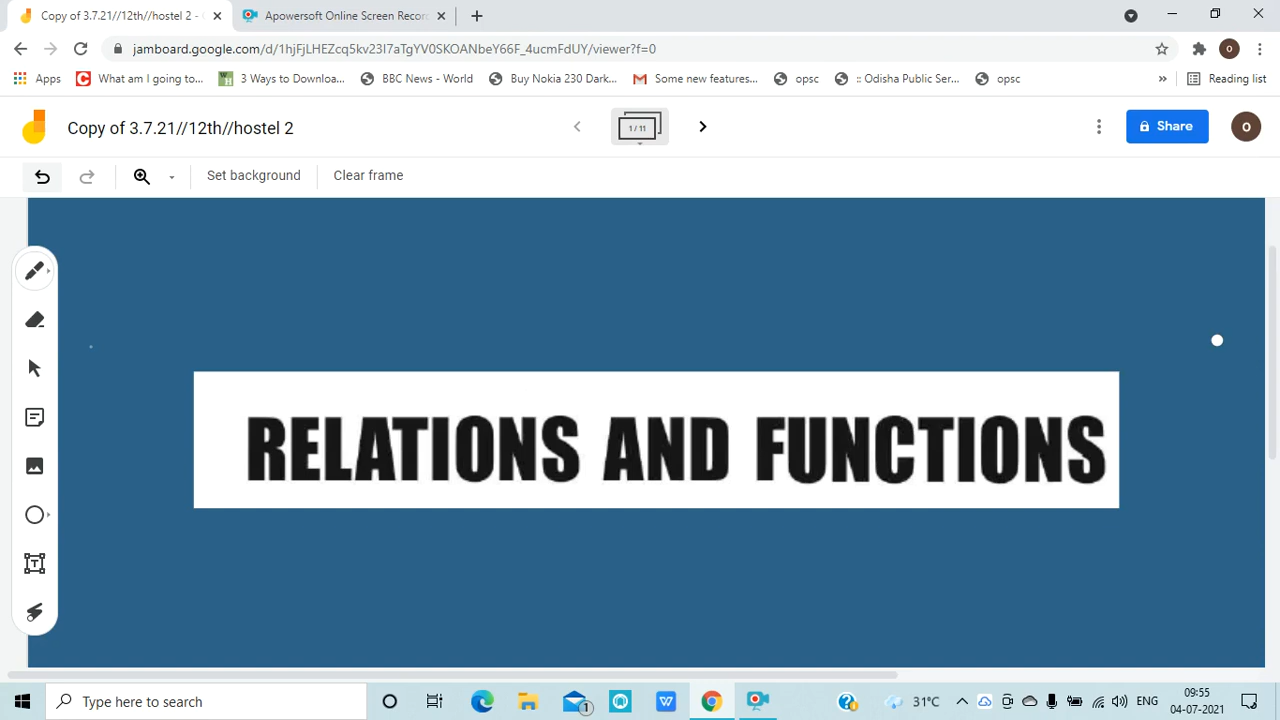 Copy of 3.7.21//12th//hostel 2 -
Apowersoft Online Screen Record
jamboard.google.com/d/1hjFjLHEZcq5kv23I7aTgYV0SKOANbeY66F_4ucmFdUY/viewer?f=0
Apps What am I going to... 3 Ways to Downloa... BBC News - World Buy Nokia 230 Dark... Some new features... opsc :: Odisha Public Ser... opsc » Reading list
Copy of 3.7.21//12th//hostel 2
1 / 11
Share
O
Set background
Clear frame
RELATIONS AND FUNCTIONS
Type here to search
1
31°C
ENG
09:55
04-07-2021